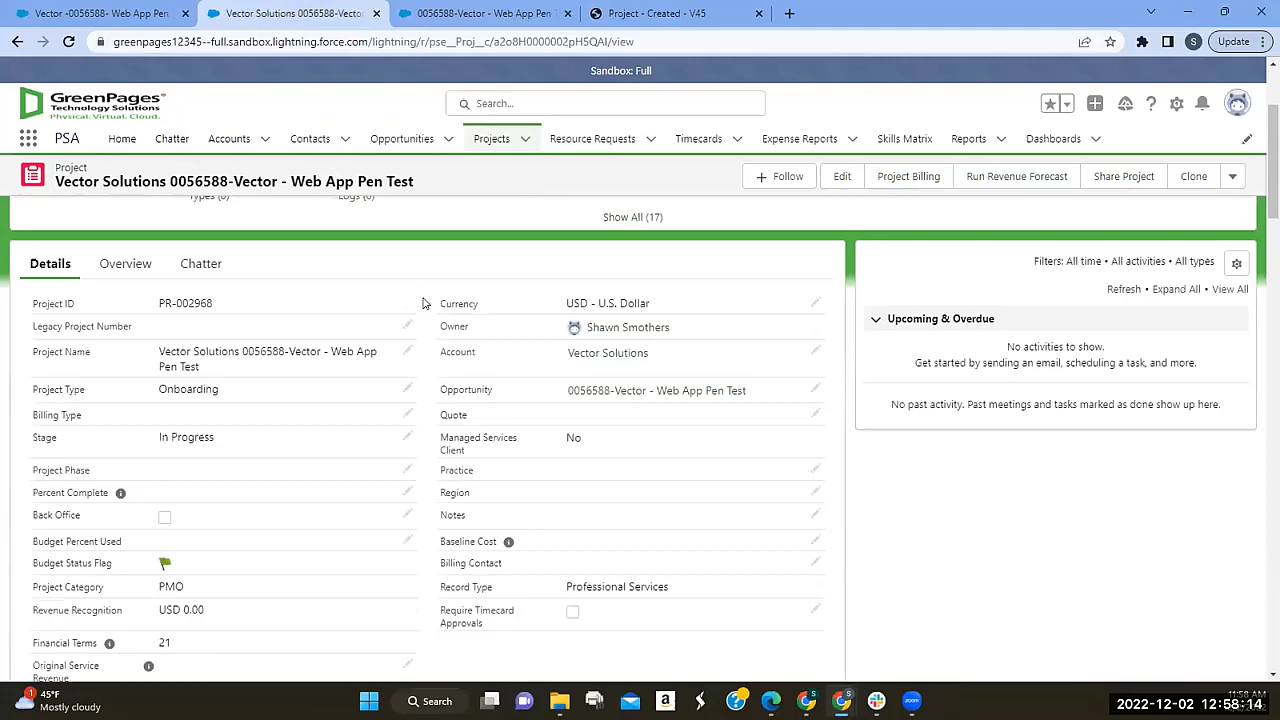 Vector -0056588- Web App Pen T
Vector Solutions 0056588-Vecto
0056588-Vector - Web App Pen T
Project - Created - V45
greenpages12345--full.sandbox.lightning.force.com/lightning/r/pse__Proj__c/a2o8H0000002pH5QAI/view
S
Update
Sandbox: Full
GreenPages
Technology Solutions
Physical. Virtual. Cloud.
Search...
PSA
Home
Chatter
Accounts
Contacts
Opportunities
Projects
Resource Requests
Timecards
Expense Reports
Skills Matrix
Reports
Dashboards
Project
Vector Solutions 0056588-Vector - Web App Pen Test
Follow
Edit
Project Billing
Run Revenue Forecast
Share Project
Clone
Types (0)
Logs (0)
Show All (17)
Details
Overview
Chatter
Project ID PR-002968
Legacy Project Number
Project Name Vector Solutions 0056588-Vector - Web App
Pen Test
Project Type Onboarding
Billing Type
Stage In Progress
Project Phase
Percent Complete
Back Office
Budget Percent Used
Budget Status Flag
Project Category PMO
Revenue Recognition USD 0.00
Financial Terms 21
Original Service
Revenue
Currency USD - U.S. Dollar
Owner Shawn Smothers
Account Vector Solutions
Opportunity 0056588-Vector - Web App Pen Test
Quote
Managed Services No
Client
Practice
Region
Notes
Baseline Cost
Billing Contact
Record Type Professional Services
Require Timecard
Approvals
Filters: All time • All activities • All types
Refresh • Expand All • View All
Upcoming & Overdue
No activities to show.
Get started by sending an email, scheduling a task, and more.
No past activity. Past meetings and tasks marked as done show up here.
1
45°F
Mostly cloudy
Search
zoom
11:58 AM
2022-12-02 12:58:14